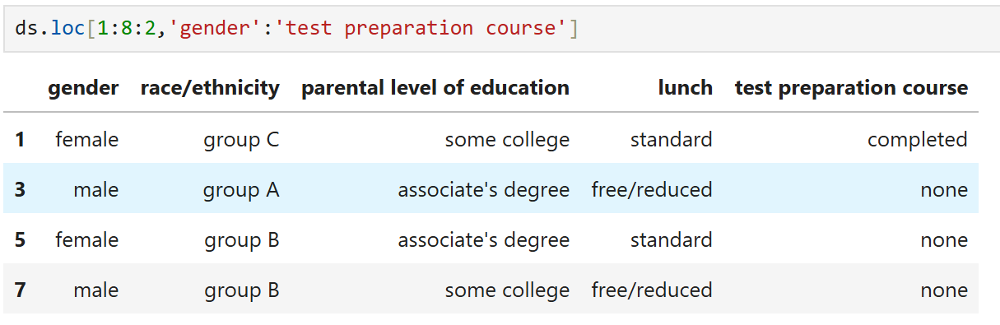 ds.loc[1:8:2,'gender':'test preparation course']
gender race/ethnicity parental level of education lunch test preparation course
1 female group C some college standard completed
3 male group A associate's degree free/reduced none
5 female group B associate's degree standard none
7 male group B some college free/reduced none